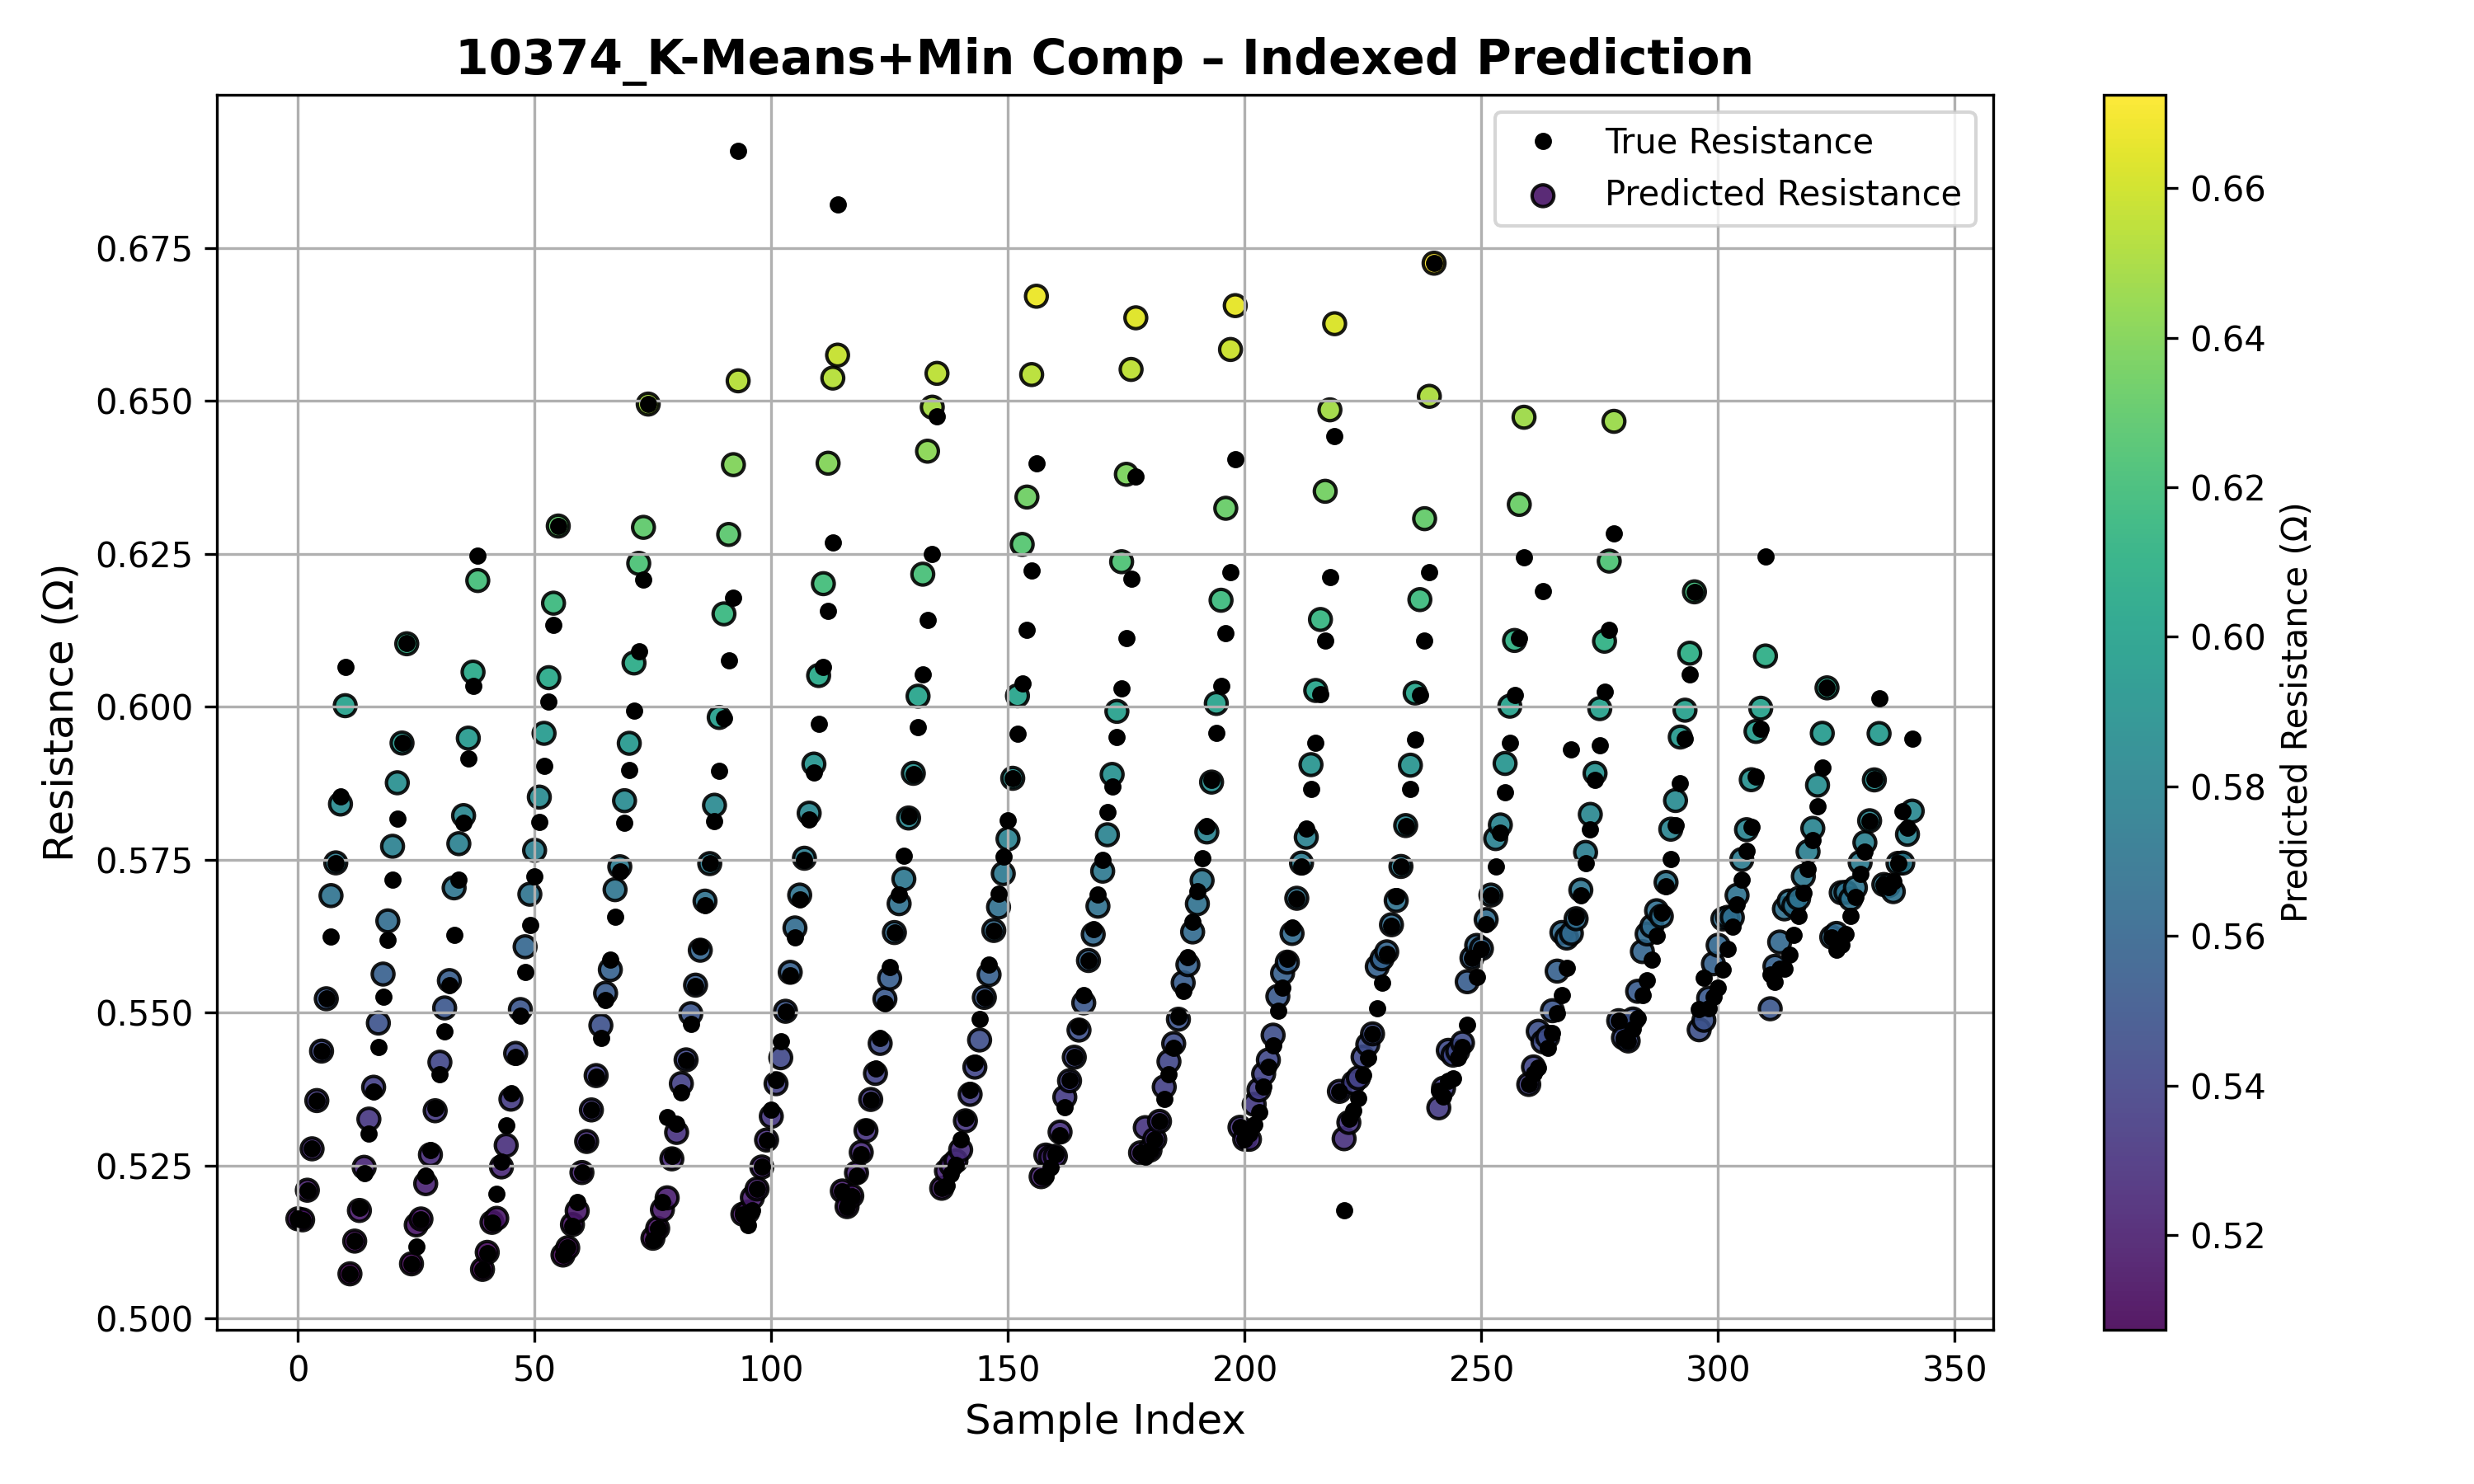 10374_K-Means+Min Comp – Indexed Prediction
True Resistance
Predicted Resistance
Resistance (Ω)
0.675
0.650
0.625
0.600
0.575
0.550
0.525
0.500
0 50 100 150 200 250 300 350
Sample Index
0.66
0.64
0.62
0.60
0.58
0.56
0.54
0.52
Predicted Resistance (Ω)